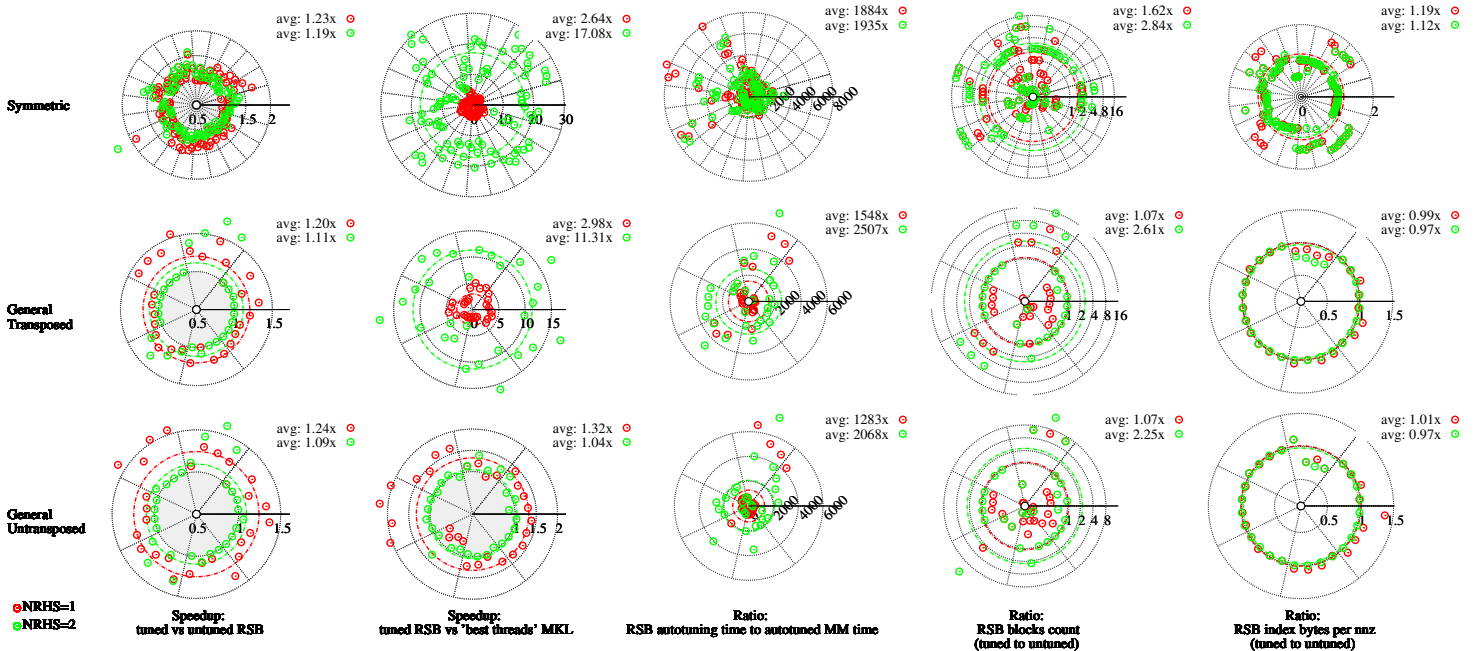 avg: 1.23x
avg: 1.19x
avg: 2.64x
avg: 17.08x
avg: 1884x
avg: 1935x
avg: 1.62x
avg: 2.84x
avg: 1.19x
avg: 1.12x
Symmetric
0.5 1 1.5 2
0 10 20 30
2000 4000 6000 8000
1 2 4 8 16
0 1 2
avg: 1.20x
avg: 1.11x
avg: 2.98x
avg: 11.31x
avg: 1548x
avg: 2507x
avg: 1.07x
avg: 2.61x
avg: 0.99x
avg: 0.97x
General
Transposed
0.5 1 1.5
0 5 10 15
2000 4000 6000
1 2 4 8 16
0.5 1 1.5
avg: 1.24x
avg: 1.09x
avg: 1.32x
avg: 1.04x
avg: 1283x
avg: 2068x
avg: 1.07x
avg: 2.25x
avg: 1.01x
avg: 0.97x
General
Untransposed
0.5 1 1.5
1 1.5 2
2000 4000 6000
1 2 4 8
0.5 1 1.5
NRHS=1
NRHS=2
Speedup:
tuned vs untuned RSB
Speedup:
tuned RSB vs 'best threads' MKL
Ratio:
RSB autotuning time to autotuned MM time
Ratio:
RSB blocks count
(tuned to untuned)
Ratio:
RSB index bytes per nnz
(tuned to untuned)